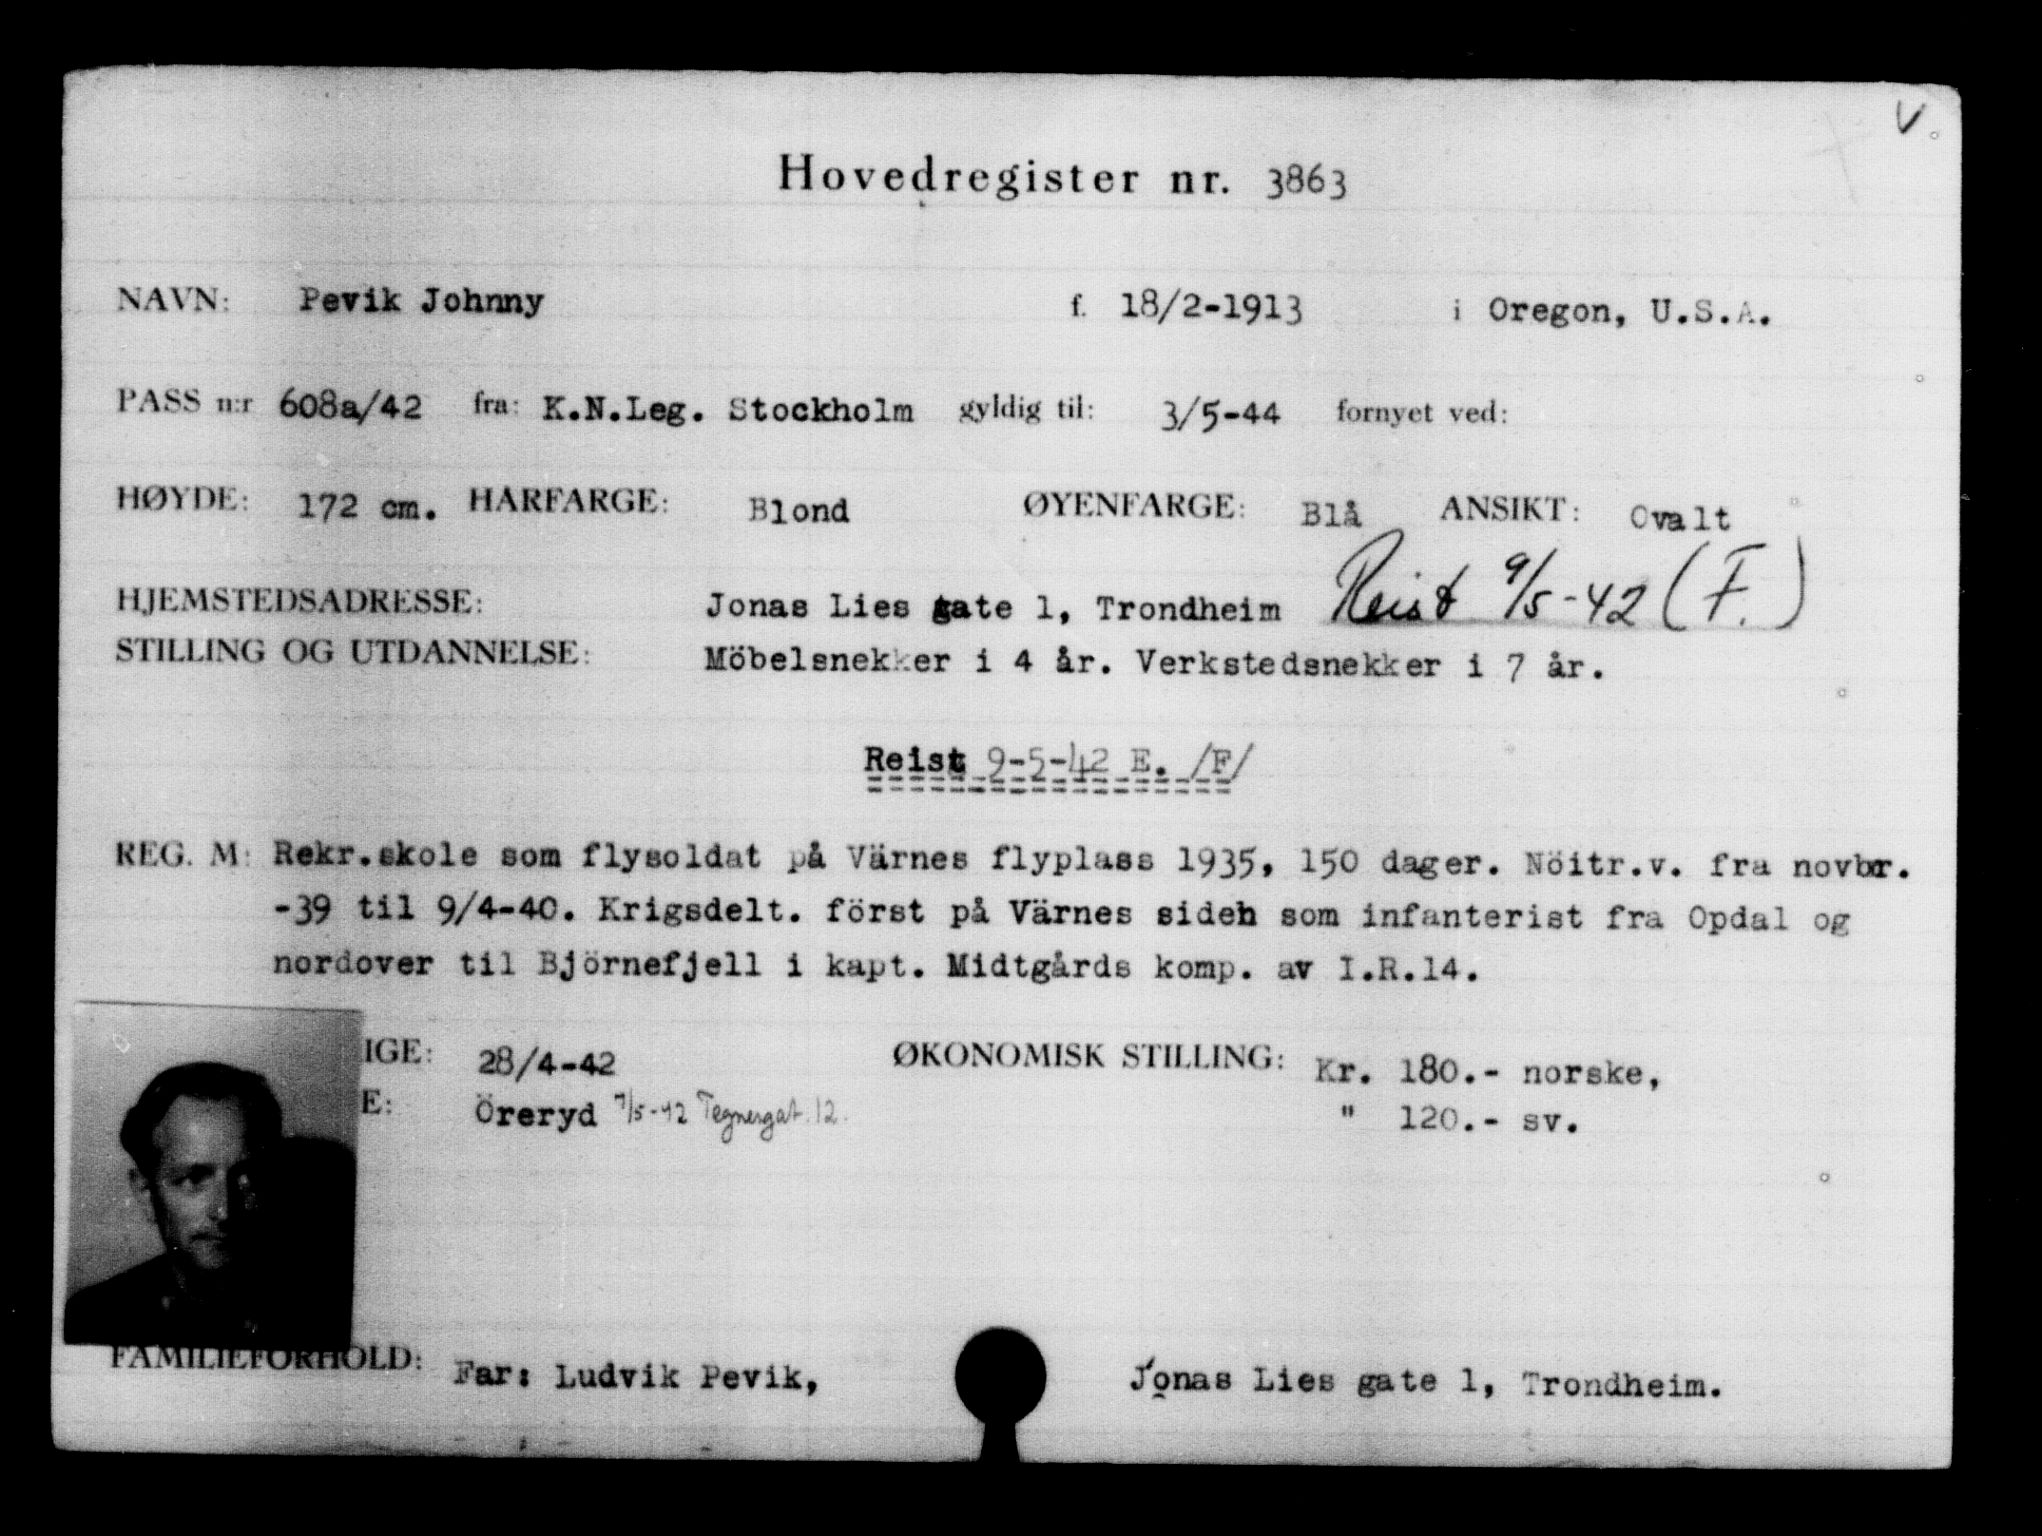 V.
Hovedregister nr. 3863
NAVN: Pevik Johnny f. 18/2-1913 i Oregon, U.S.A.
PASS n:r 608a/42 fra: K.N.Leg. Stockholm gyldig til: 3/5-44 fornyet ved:
HØYDE: 172 cm. HÅRFARGE: Blond ØYENFARGE: Blå ANSIKT: Ovalt
HJEMSTEDSADRESSE: Jonas Lies gate 1, Trondheim Reist 9/5-42 (F.)
STILLING OG UTDANNELSE: Möbelsnekker i 4 år. Verkstedsnekker i 7 år.
Reist 9-5-42 E. /F/
REG. M: Rekr.skole som flysoldat på Värnes flyplass 1935, 150 dager. Nöitr.v. fra novbr.
-39 til 9/4-40. Krigsdelt. först på Värnes siden som infanterist fra Opdal og
nordover til Björnefjell i kapt. Midtgårds komp. av I.R.14.
IGE: 28/4-42 ØKONOMISK STILLING: Kr. 180.- norske,
E: Öreryd 7/5-42 Tegnergat. 12. " 120.- sv.
FAMILIEFORHOLD: Far: Ludvik Pevik, Jonas Lies gate 1, Trondheim.